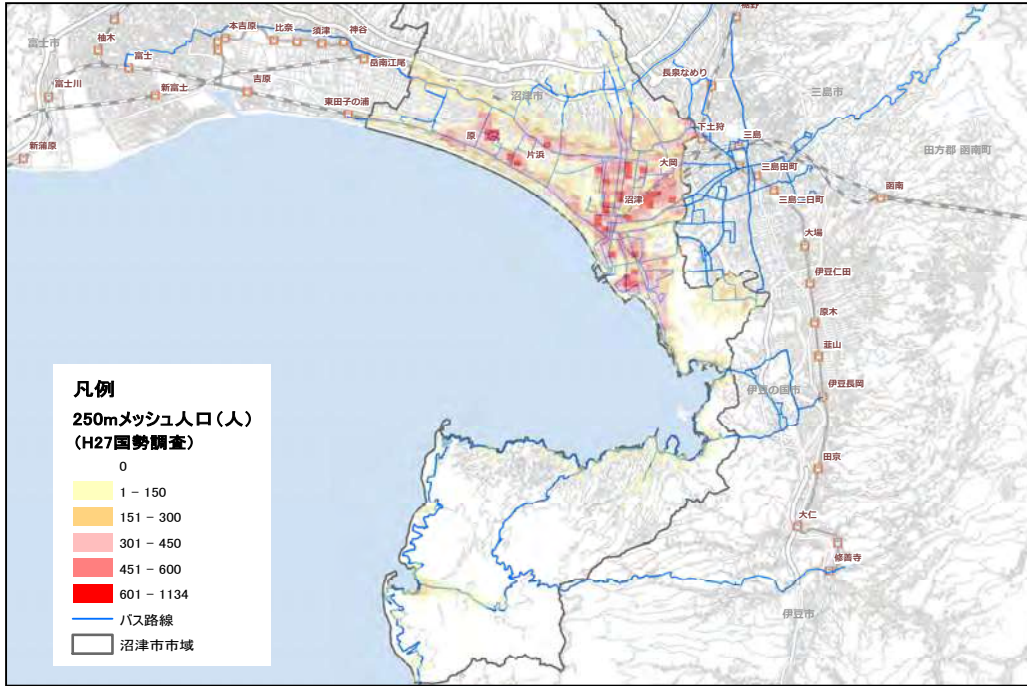 裾野
富士市
柚木
本吉原
比奈
須津
神谷
富士
岳南江尾
長泉なめり
富士川
新富士
吉原
沼津市
三島市
東田子の浦
下土狩
原
三島
片浜
大岡
田方郡 函南町
新蒲原
三島田町
函南
沼津
三島二日町
大場
伊豆仁田
原木
韮山
伊豆の国市
伊豆長岡
田京
大仁
修善寺
伊豆市
凡例
250mメッシュ人口(人)
(H27国勢調査)
0
1 - 150
151 - 300
301 - 450
451 - 600
601 - 1134
バス路線
沼津市市域